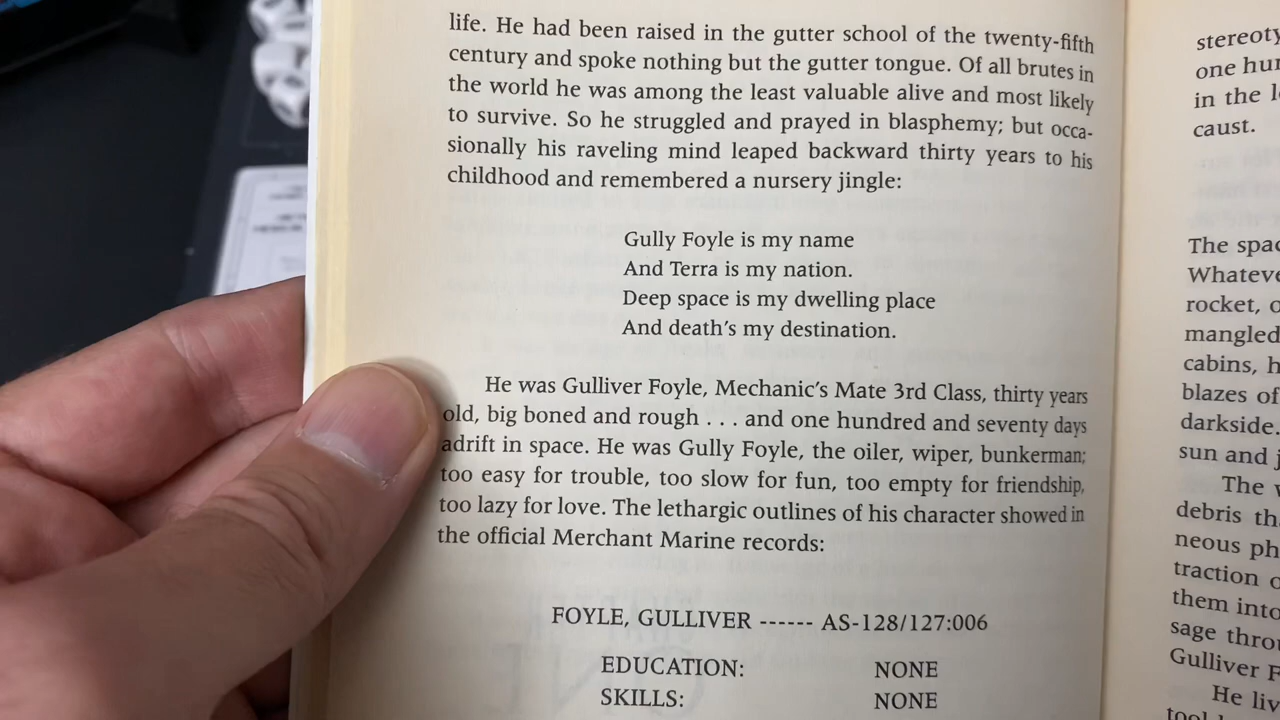 life. He had been raised in the gutter school of the twenty-fifth
century and spoke nothing but the gutter tongue. Of all brutes in
the world he was among the least valuable alive and most likely
to survive. So he struggled and prayed in blasphemy; but occa-
sionally his raveling mind leaped backward thirty years to his
childhood and remembered a nursery jingle:
Gully Foyle is my name
And Terra is my nation.
Deep space is my dwelling place
And death's my destination.
He was Gulliver Foyle, Mechanic's Mate 3rd Class, thirty years
old, big boned and rough . . . and one hundred and seventy days
adrift in space. He was Gully Foyle, the oiler, wiper, bunkerman;
too easy for trouble, too slow for fun, too empty for friendship,
too lazy for love. The lethargic outlines of his character showed in
the official Merchant Marine records:
FOYLE, GULLIVER ------ AS-128/127:006
EDUCATION: NONE
SKILLS: NONE
one
in the
caust.
The
rocket,
mangled
cabins,
blazes of
darkside.
sun and
The
debris
neous
traction
them into
sage
Gulliver
He